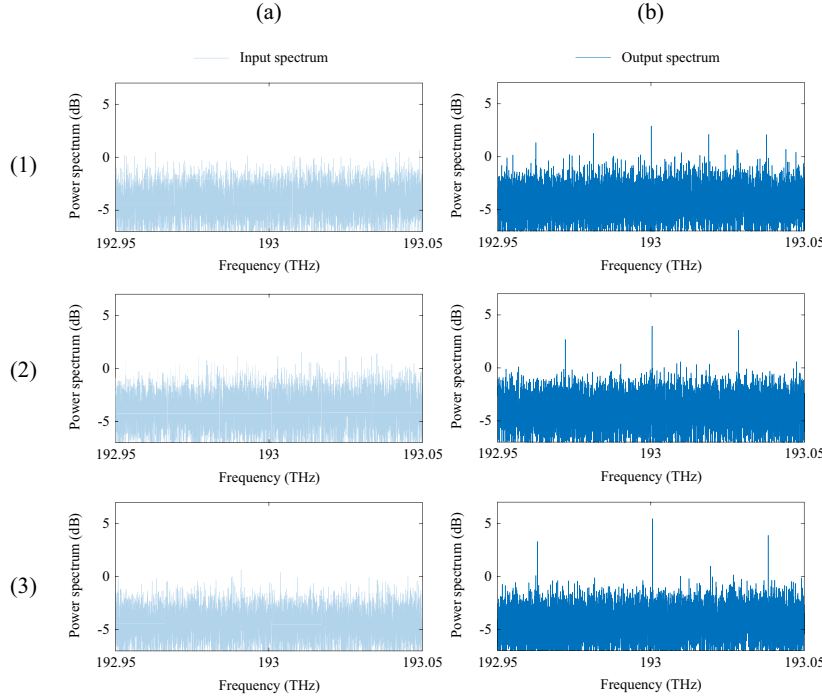 (a)
(b)
Input spectrum
Output spectrum
(1)
Power spectrum (dB)
5
0
-5
192.95
193
193.05
Frequency (THz)
Power spectrum (dB)
5
0
-5
192.95
193
193.05
Frequency (THz)
(2)
Power spectrum (dB)
5
0
-5
192.95
193
193.05
Frequency (THz)
Power spectrum (dB)
5
0
-5
192.95
193
193.05
Frequency (THz)
(3)
Power spectrum (dB)
5
0
-5
192.95
193
193.05
Frequency (THz)
Power spectrum (dB)
5
0
-5
192.95
193
193.05
Frequency (THz)